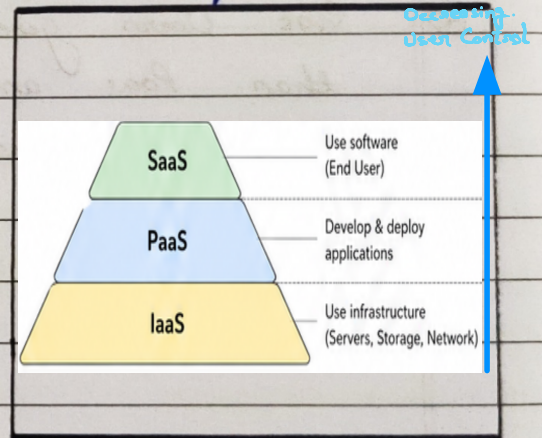 Decreasing.
User Control
SaaS
Use software
(End User)
PaaS
Develop & deploy
applications
IaaS
Use infrastructure
(Servers, Storage, Network)